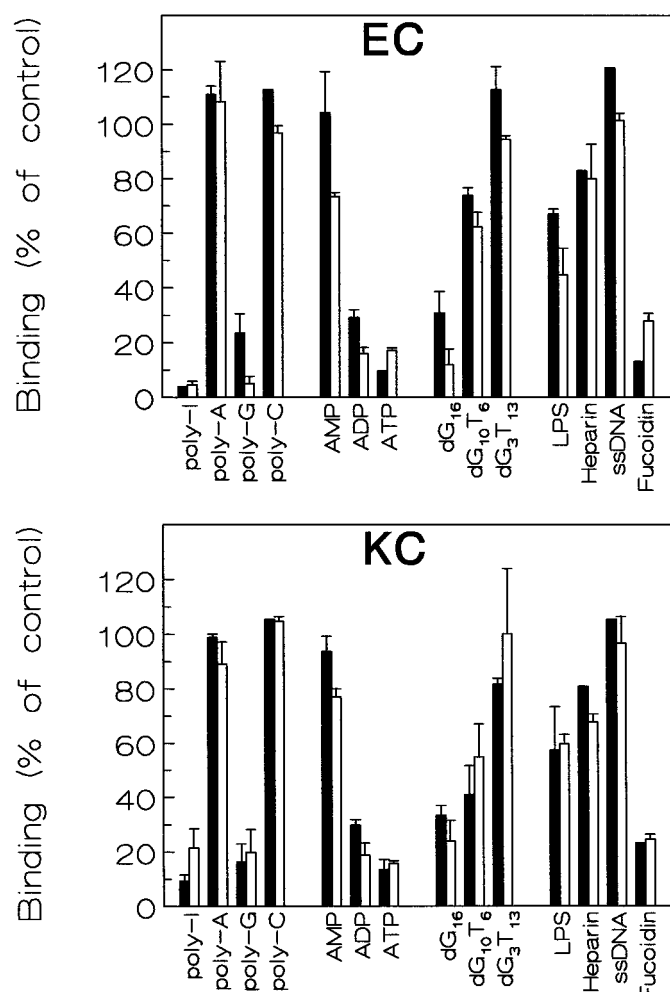 EC
Binding (% of control)
120
100
80
60
40
20
0
poly-I
poly-A
poly-G
poly-C
AMP
ADP
ATP
dG16
dG10T6
dG3T13
LPS
Heparin
ssDNA
Fucoidin
KC
Binding (% of control)
120
100
80
60
40
20
0
poly-I
poly-A
poly-G
poly-C
AMP
ADP
ATP
dG16
dG10T6
dG3T13
LPS
Heparin
ssDNA
Fucoidin